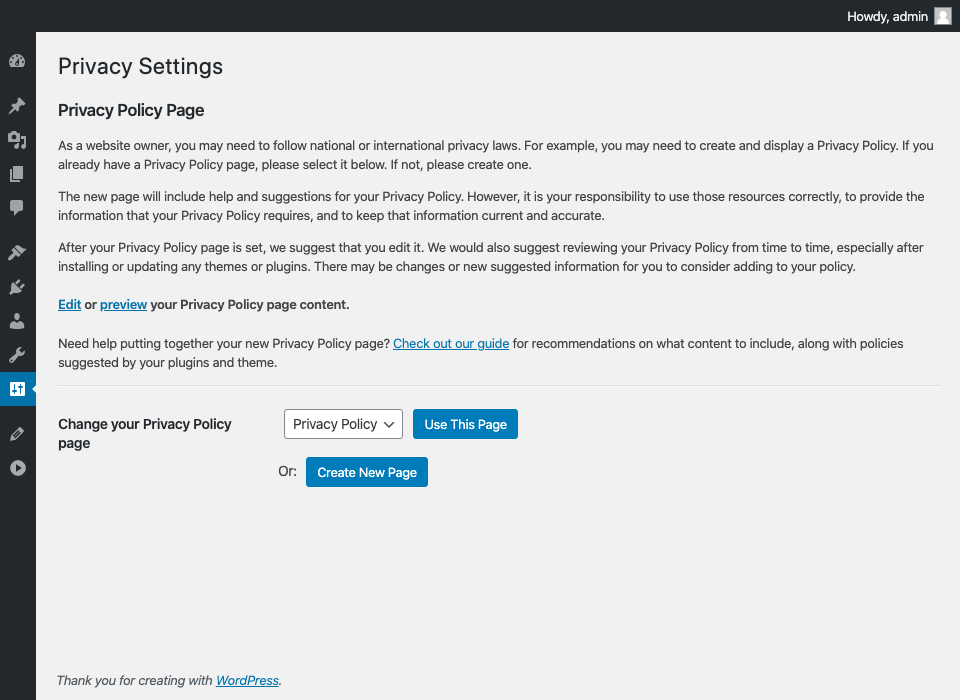 Howdy, admin
Privacy Settings
Privacy Policy Page
As a website owner, you may need to follow national or international privacy laws. For example, you may need to create and display a Privacy Policy. If you
already have a Privacy Policy page, please select it below. If not, please create one.
The new page will include help and suggestions for your Privacy Policy. However, it is your responsibility to use those resources correctly, to provide the
information that your Privacy Policy requires, and to keep that information current and accurate.
After your Privacy Policy page is set, we suggest that you edit it. We would also suggest reviewing your Privacy Policy from time to time, especially after
installing or updating any themes or plugins. There may be changes or new suggested information for you to consider adding to your policy.
Edit or preview your Privacy Policy page content.
Need help putting together your new Privacy Policy page? Check out our guide for recommendations on what content to include, along with policies
suggested by your plugins and theme.
Change your Privacy Policy
page
Privacy Policy
Use This Page
Or:
Create New Page
Thank you for creating with WordPress.